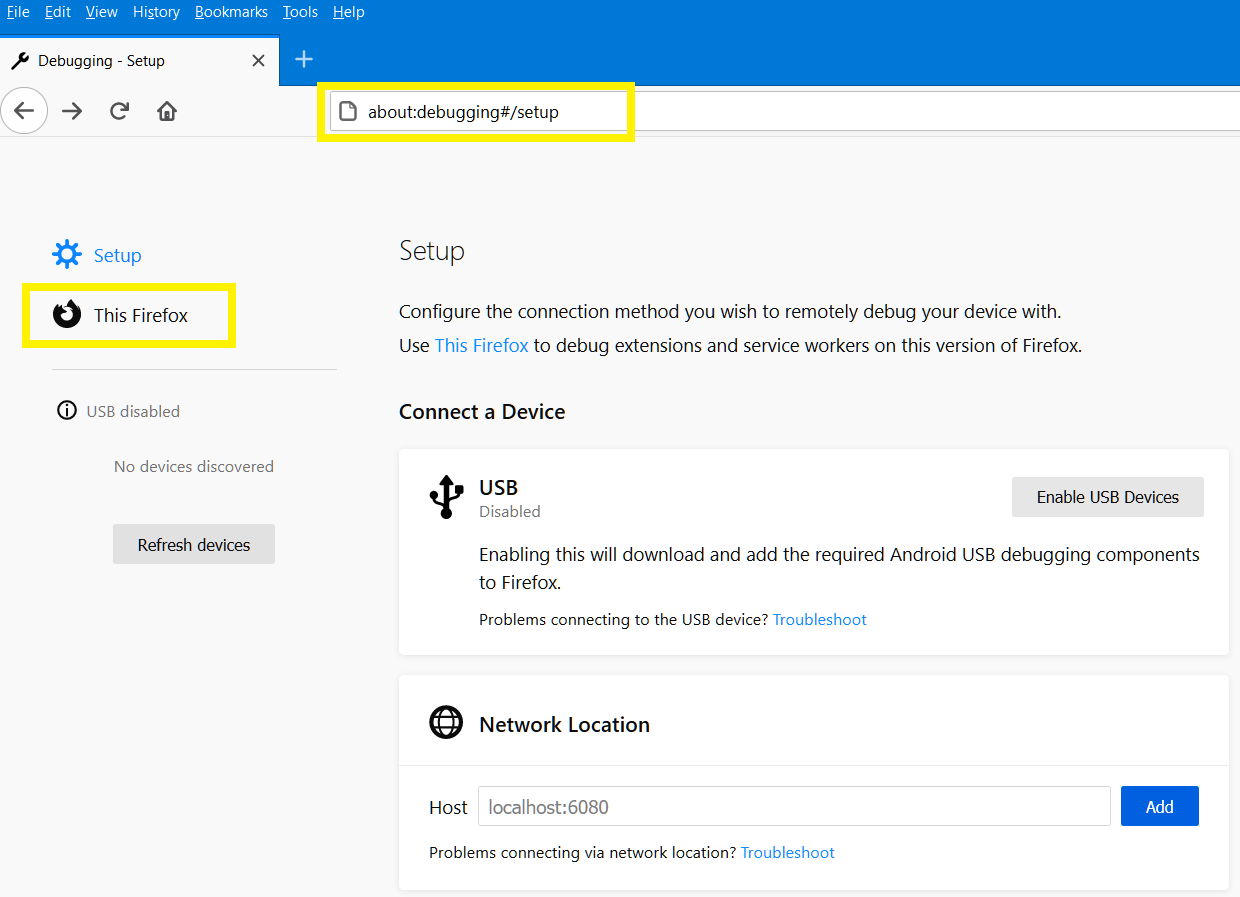 File Edit View History Bookmarks Tools Help
Debugging - Setup
about:debugging#/setup
Setup
This Firefox
USB disabled
No devices discovered
Refresh devices
Setup
Configure the connection method you wish to remotely debug your device with.
Use This Firefox to debug extensions and service workers on this version of Firefox.
Connect a Device
USB
Disabled
Enable USB Devices
Enabling this will download and add the required Android USB debugging components
to Firefox.
Problems connecting to the USB device? Troubleshoot
Network Location
Host localhost:6080 Add
Problems connecting via network location? Troubleshoot